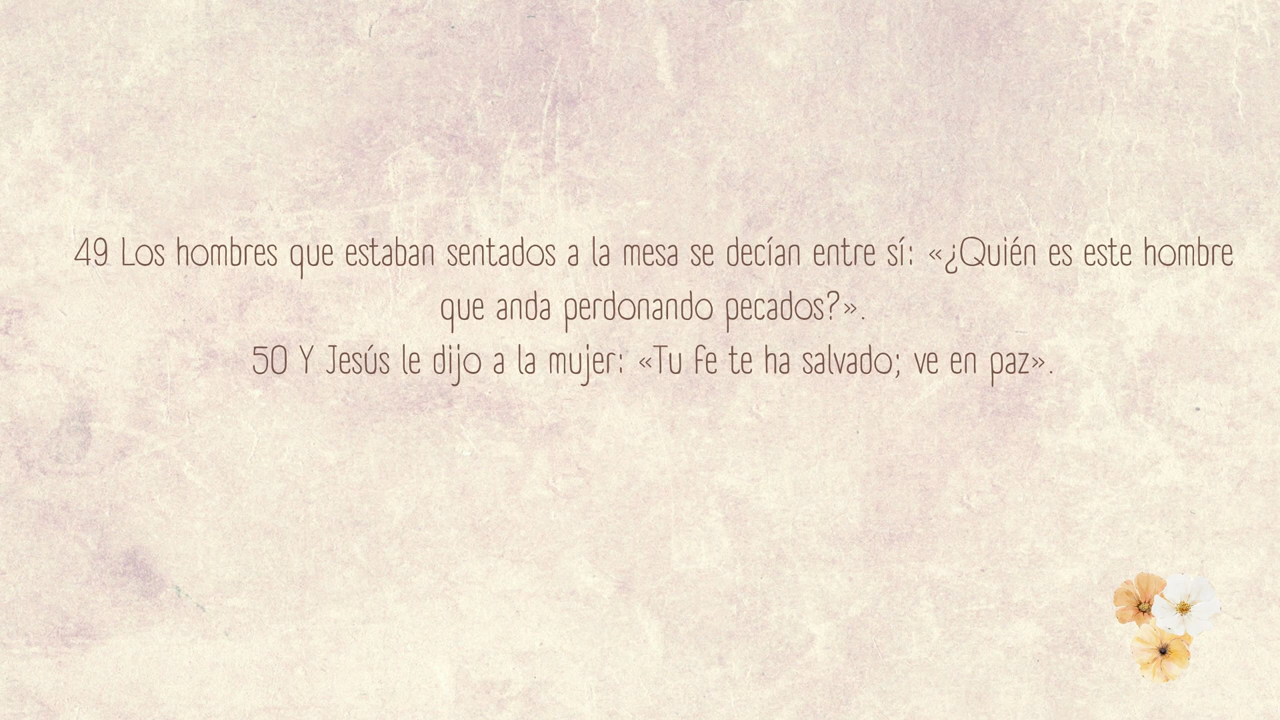 49 Los hombres que estaban sentados a la mesa se decían entre sí: «¿Quién es este hombre
que anda perdonando pecados?».
50 Y Jesús le dijo a la mujer: «Tu fe te ha salvado; ve en paz».